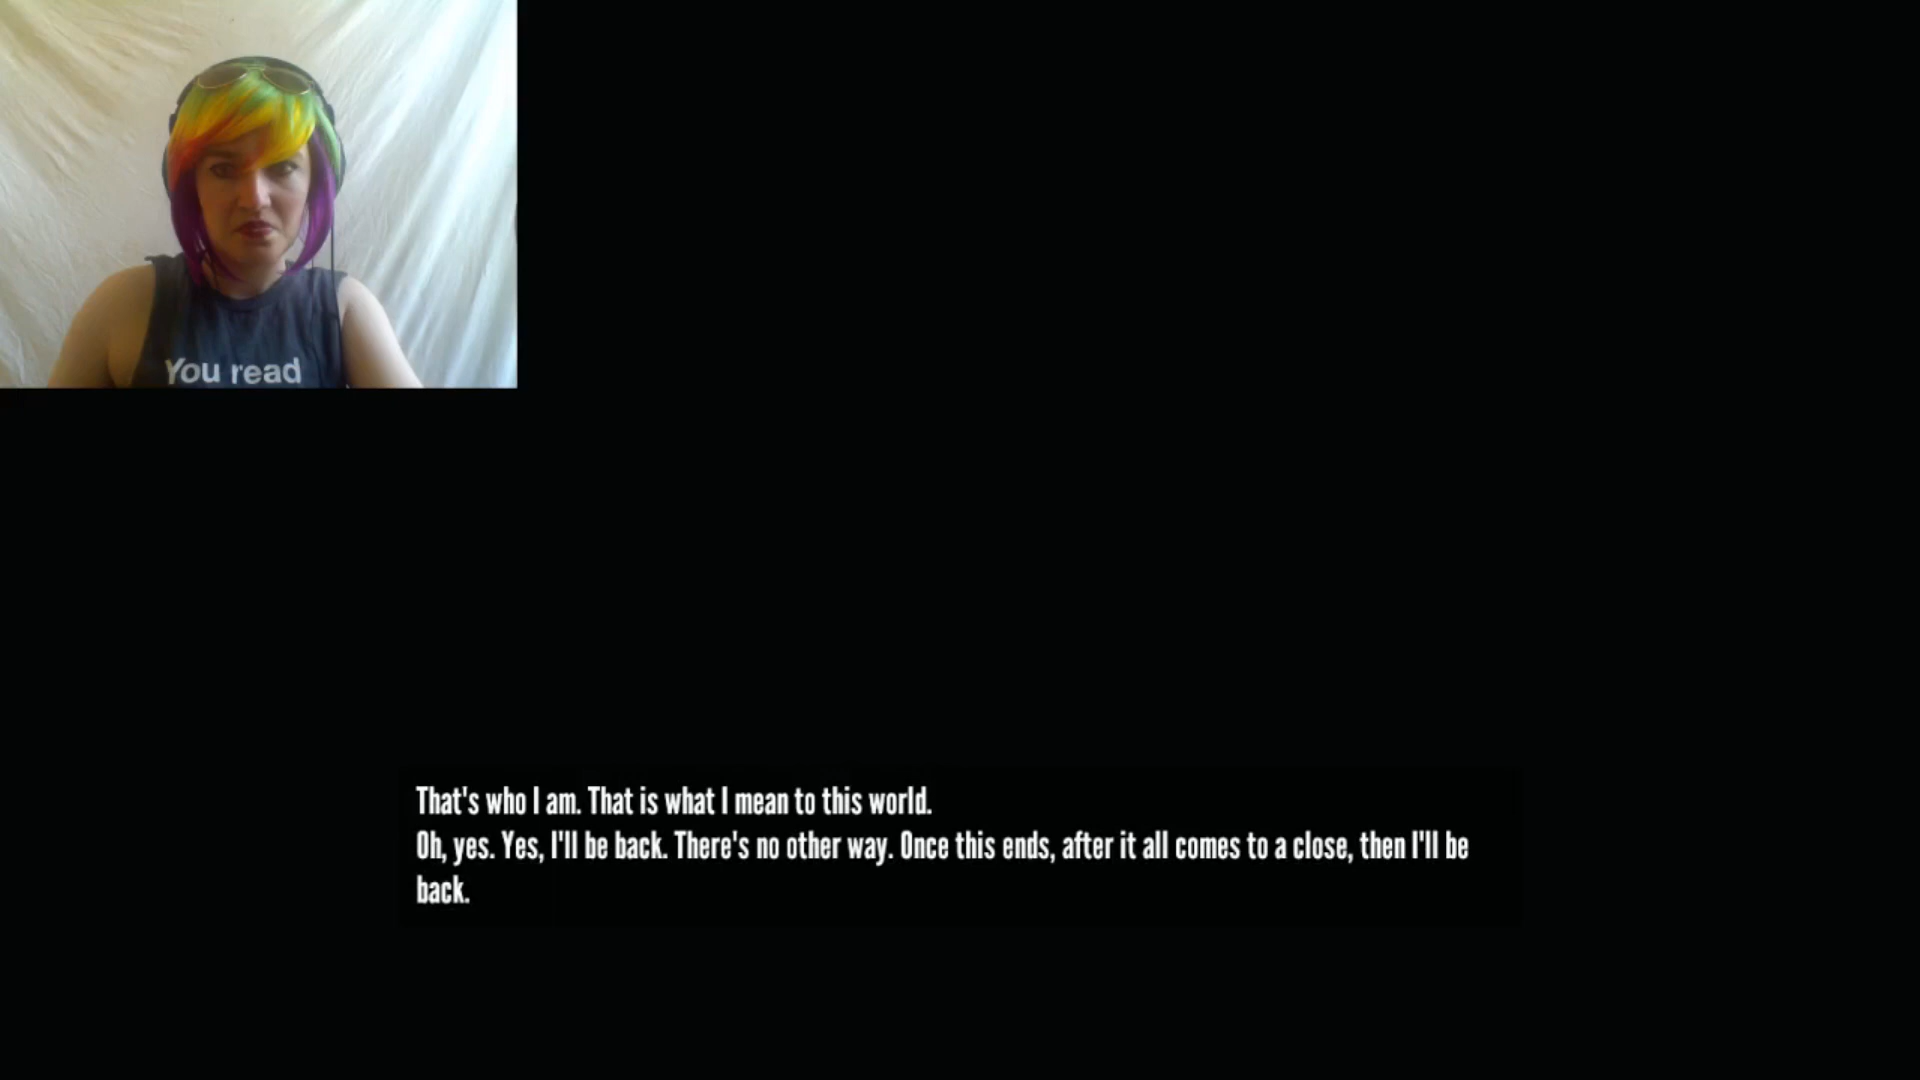 You read
That's who I am. That is what I mean to this world.
Oh, yes. Yes, I'll be back. There's no other way. Once this ends, after it all comes to a close, then I'll be
back.